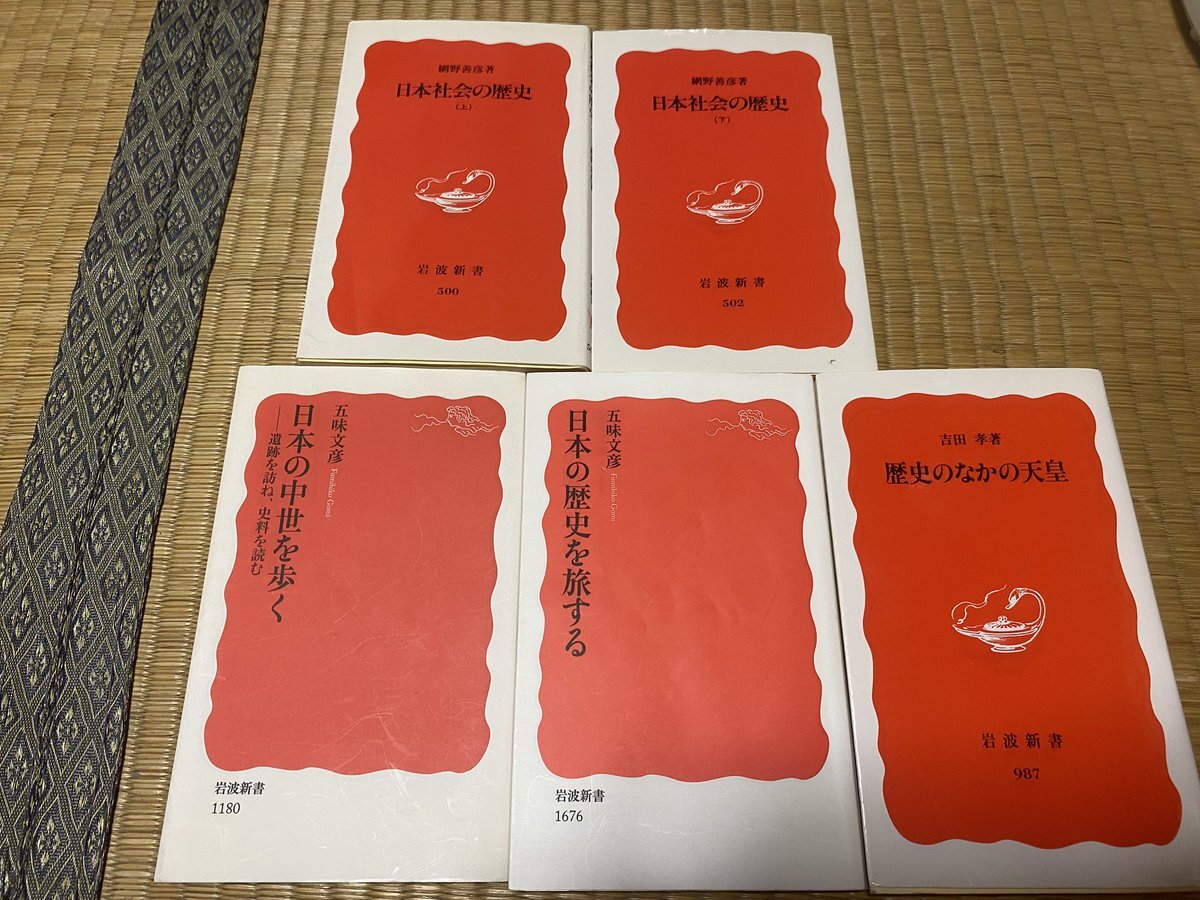 網野善彦著
日本社会の歴史
(上)
岩波新書
500
網野善彦著
日本社会の歴史
(下)
岩波新書
502
五味文彦
Fumihiko Gomi
日本の中世を歩く
──遺跡を訪ね、史料を読む
岩波新書
1180
五味文彦
Fumihiko Gomi
日本の歴史を旅する
岩波新書
1676
吉田 孝著
歴史のなかの天皇
岩波新書
987